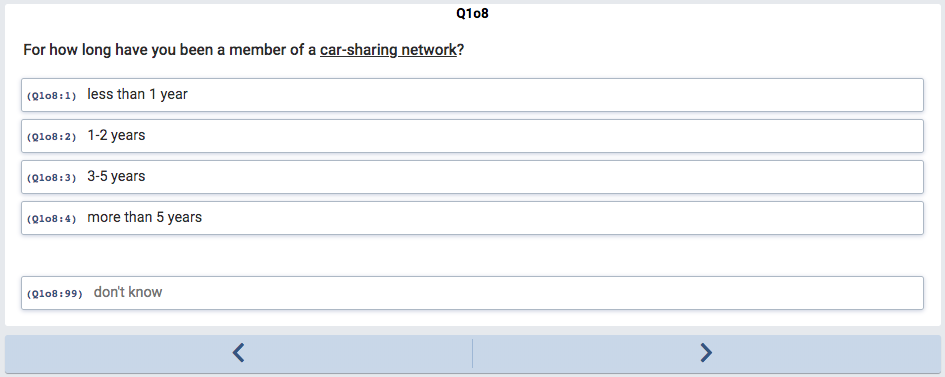 Q1o8
For how long have you been a member of a car-sharing network?
(Q1o8:1) less than 1 year
(Q1o8:2) 1-2 years
(Q1o8:3) 3-5 years
(Q1o8:4) more than 5 years
(Q1o8:99) don't know